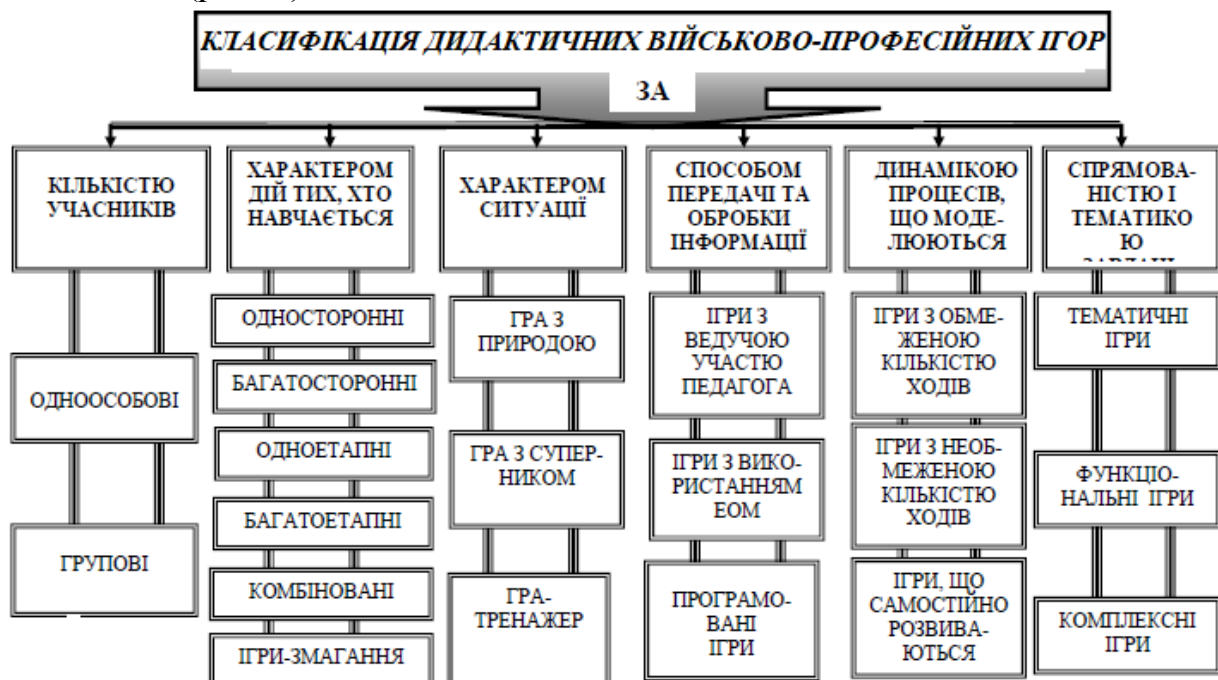 КЛАСИФІКАЦІЯ ДИДАКТИЧНИХ ВІЙСЬКОВО-ПРОФЕСІЙНИХ ІГОР
ЗА
КІЛЬКІСТЮ
УЧАСНИКІВ
ОДНООСОБОВІ
ГРУПОВІ
ХАРАКТЕРОМ
ДІЙ ТИХ, ХТО
НАВЧАЄТЬСЯ
ОДНОСТОРОННІ
БАГАТОСТОРОННІ
ОДНОЕТАПНІ
БАГАТОЕТАПНІ
КОМБІНОВАНІ
ІГРИ-ЗМАГАННЯ
ХАРАКТЕРОМ
СИТУАЦІЇ
ГРА З
ПРИРОДОЮ
ГРА З СУПЕР-
НИКОМ
ГРА-
ТРЕНАЖЕР
СПОСОБОМ
ПЕРЕДАЧІ ТА
ОБРОБКИ
ІНФОРМАЦІЇ
ІГРИ З
ВЕДУЧОЮ
УЧАСТЮ
ПЕДАГОГА
ІГРИ З ВИКО-
РИСТАННЯМ
ЕОМ
ПРОГРАМО-
ВАНІ
ІГРИ
ДИНАМІКОЮ
ПРОЦЕСІВ,
ЩО МОДЕ-
ЛЮЮТЬСЯ
ІГРИ З ОБМЕ-
ЖЕНОЮ
КІЛЬКІСТЮ
ХОДІВ
ІГРИ З НЕОБ-
МЕЖЕНОЮ
КІЛЬКІСТЮ
ХОДІВ
ІГРИ, ЩО
САМОСТІЙНО
РОЗВИВА-
ЮТЬСЯ
СПРЯМОВА-
НІСТЮ І
ТЕМАТИКО
Ю
ТЕМАТИЧНІ
ІГРИ
ФУНКЦІО-
НАЛЬНІ ІГРИ
КОМПЛЕКСНІ
ІГРИ